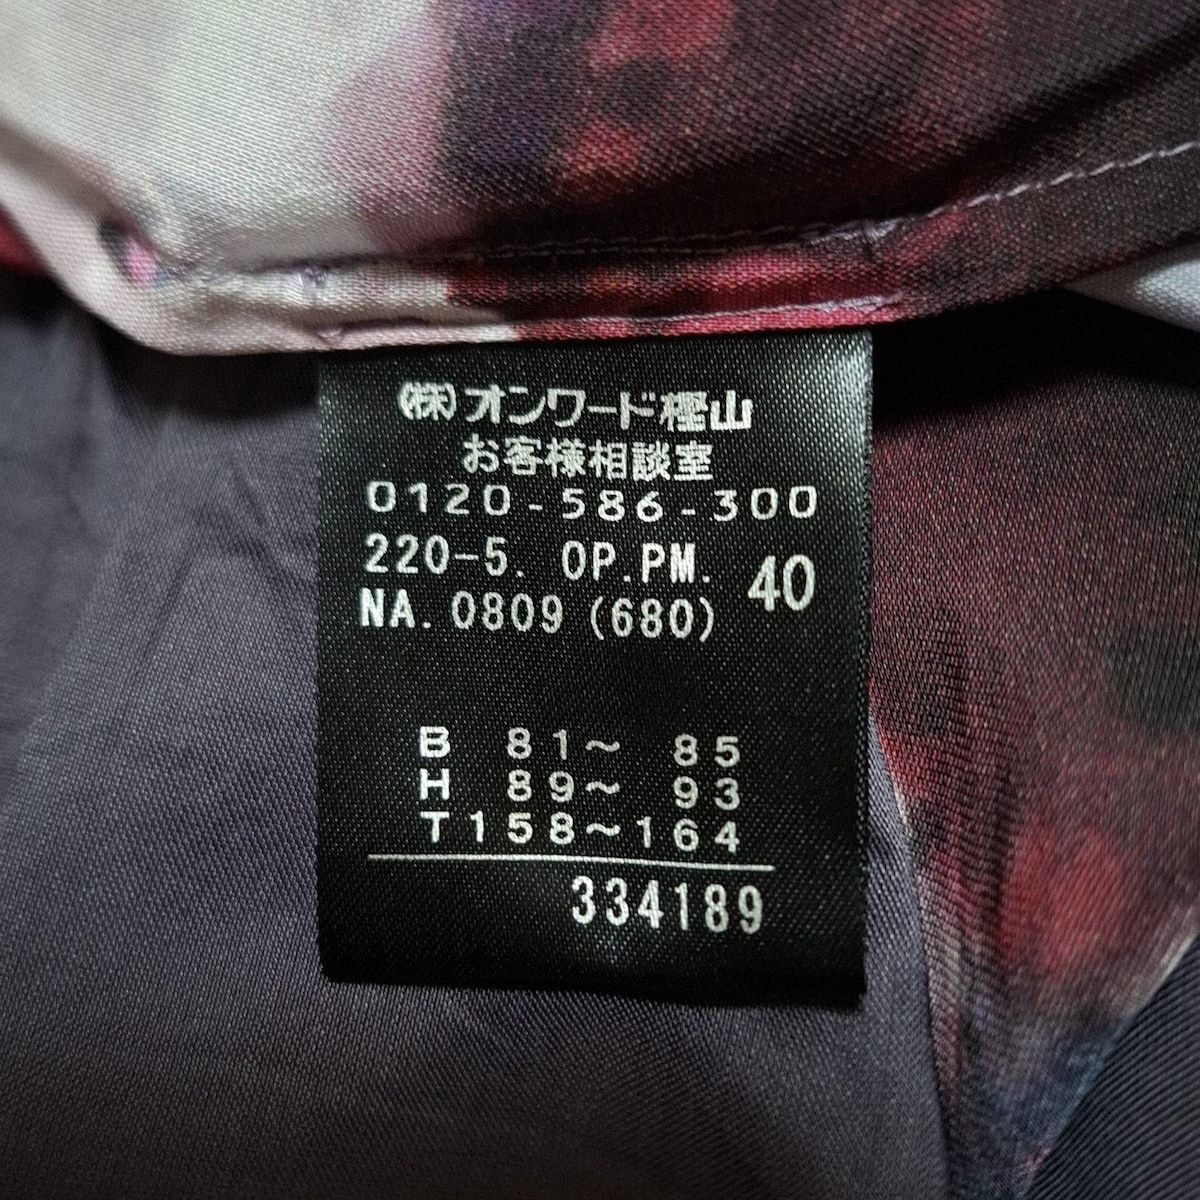 ㈱オンワード樫山
お客様相談室
0120-586-300
220-5. OP.PM. 40
NA. 0809 (680)
B 81～ 85
H 89～ 93
T158～164
334189